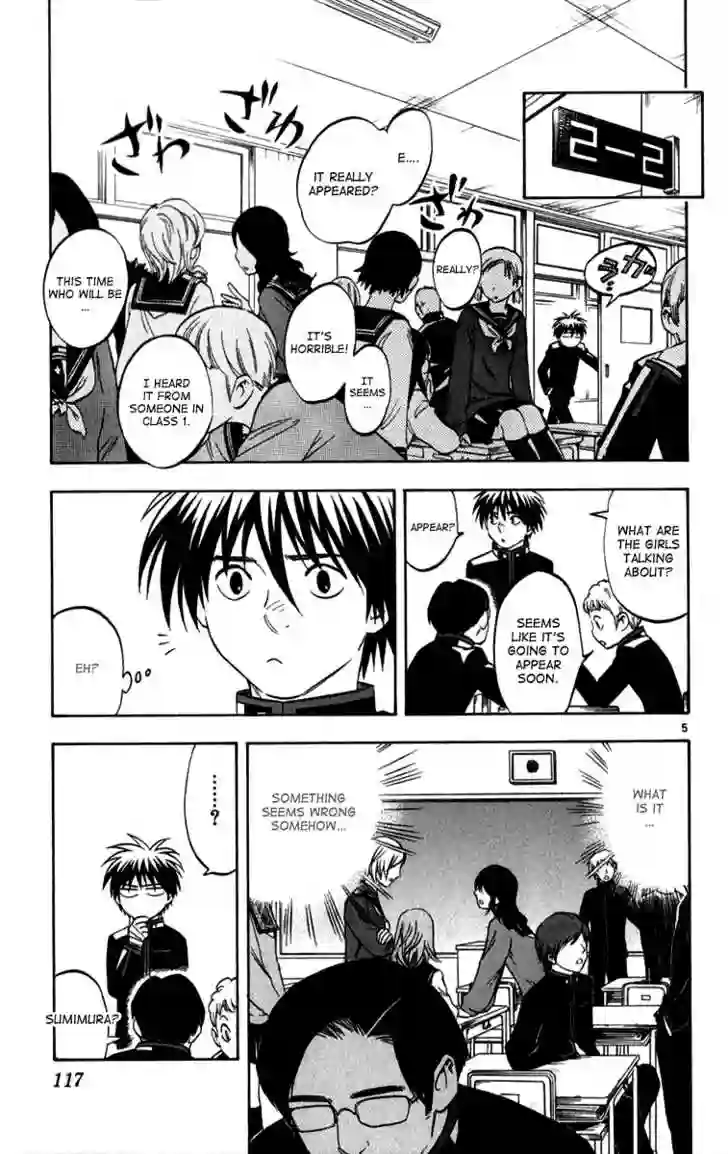 2-2
ざわ
ざわ
E....
IT REALLY
APPEARED?
REALLY?
ガラ
THIS TIME
WHO WILL BE
...
IT'S
HORRIBLE!
IT
SEEMS
...
I HEARD
IT FROM
SOMEONE IN
CLASS 1.
WHAT ARE
THE GIRLS
TALKING
ABOUT?
APPEAR?
SEEMS
LIKE IT'S
GOING TO
APPEAR
SOON.
EH?
5
WHAT
IS IT
...
SOMETHING
SEEMS WRONG
SOMEHOW...
......
?
SUMIMURA?
117